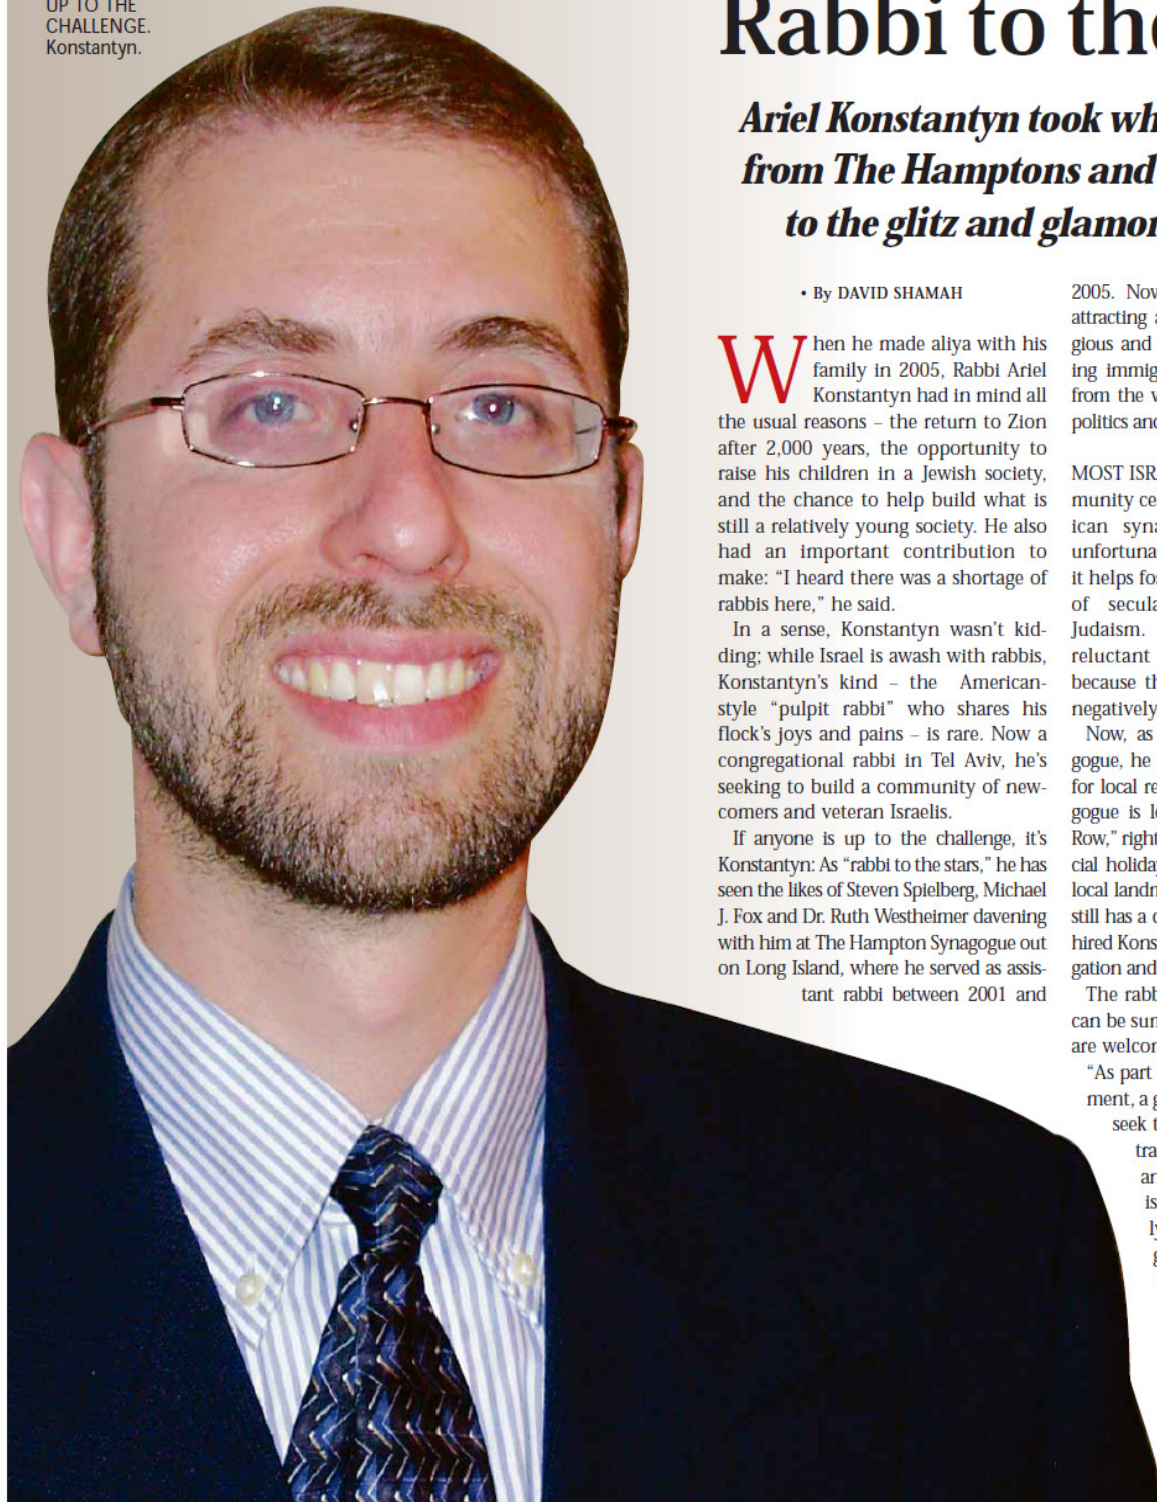 UP TO THE
CHALLENGE.
Konstantyn.
Rabbi to the
Ariel Konstantyn took wh
from The Hamptons and
to the glitz and glamor
• By DAVID SHAMAH
When he made aliya with his
family in 2005, Rabbi Ariel
Konstantyn had in mind all
the usual reasons – the return to Zion
after 2,000 years, the opportunity to
raise his children in a Jewish society,
and the chance to help build what is
still a relatively young society. He also
had an important contribution to
make: “I heard there was a shortage of
rabbis here,” he said.
In a sense, Konstantyn wasn’t kid-
ding; while Israel is awash with rabbis,
Konstantyn’s kind – the American-
style “pulpit rabbi” who shares his
flock’s joys and pains – is rare. Now a
congregational rabbi in Tel Aviv, he’s
seeking to build a community of new-
comers and veteran Israelis.
If anyone is up to the challenge, it’s
Konstantyn: As “rabbi to the stars,” he has
seen the likes of Steven Spielberg, Michael
J. Fox and Dr. Ruth Westheimer davening
with him at The Hampton Synagogue out
on Long Island, where he served as assis-
tant rabbi between 2001 and
2005. Nov
attracting a
gious and
ing immig
from the v
politics and
MOST ISRA
munity ce
ican syna
unfortuna
it helps fos
of secula
Judaism.
reluctant
because th
negatively
Now, as
gogue, he
for local re
gogue is lo
Row,” right
cial holiday
local landm
still has a c
hired Kons
gation and
The rabb
can be sum
are welcom
“As part
ment, a g
seek t
tra
an
is
ly
g